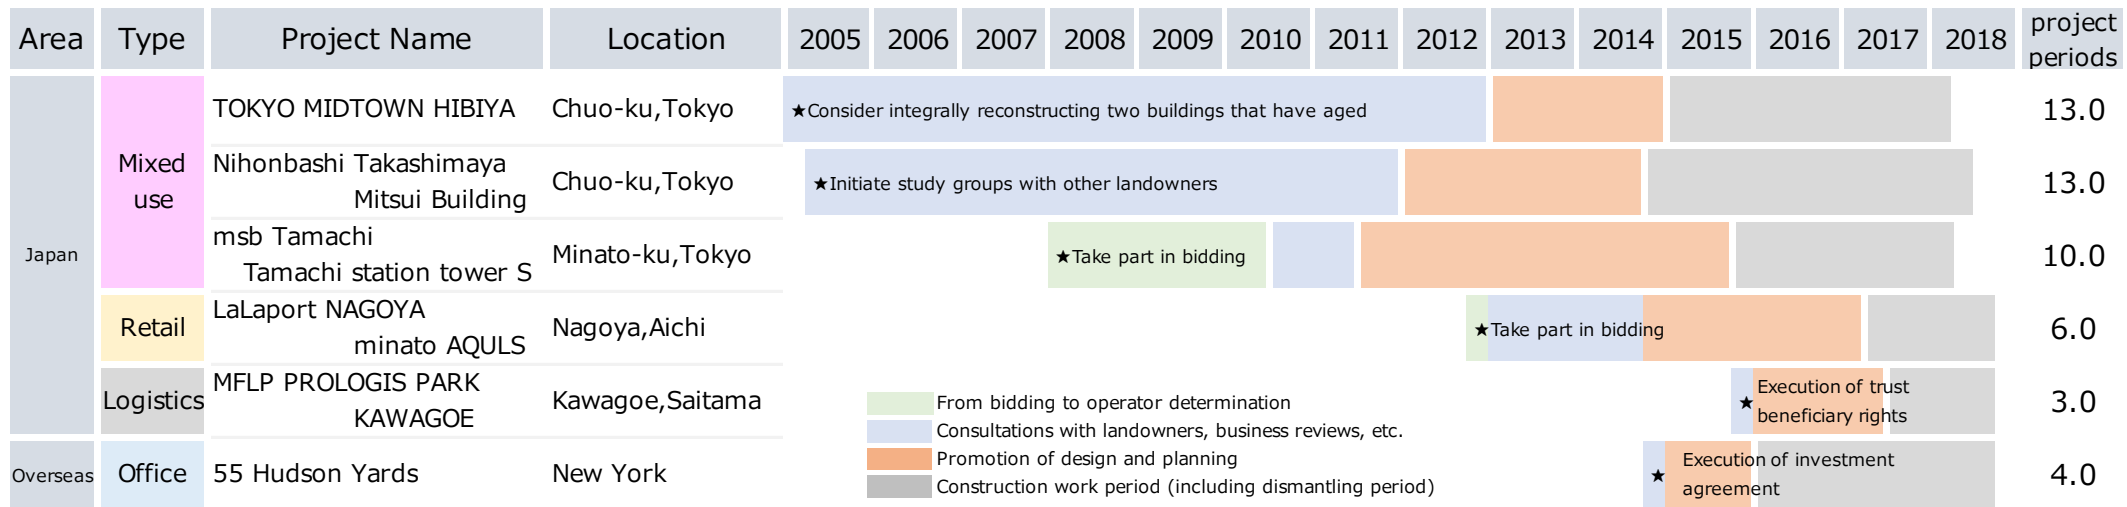 Area Type Project Name Location 2005 2006 2007 2008 2009 2010 2011 2012 2013 2014 2015 2016 2017 2018 project
periods
Japan
Mixed
use
TOKYO MIDTOWN HIBIYA Chuo-ku,Tokyo ★Consider integrally reconstructing two buildings that have aged 13.0
Nihonbashi Takashimaya
Mitsui Building
Chuo-ku,Tokyo ★Initiate study groups with other landowners 13.0
msb Tamachi
Tamachi station tower S
Minato-ku,Tokyo ★Take part in bidding 10.0
Retail
LaLaport NAGOYA
minato AQULS
Nagoya,Aichi ★Take part in bidding 6.0
Logistics
MFLP PROLOGIS PARK
KAWAGOE
Kawagoe,Saitama
★
Execution of trust
beneficiary rights
3.0
Overseas Office 55 Hudson Yards New York
★
Execution of investment
agreement
4.0
From bidding to operator determination
Consultations with landowners, business reviews, etc.
Promotion of design and planning
Construction work period (including dismantling period)